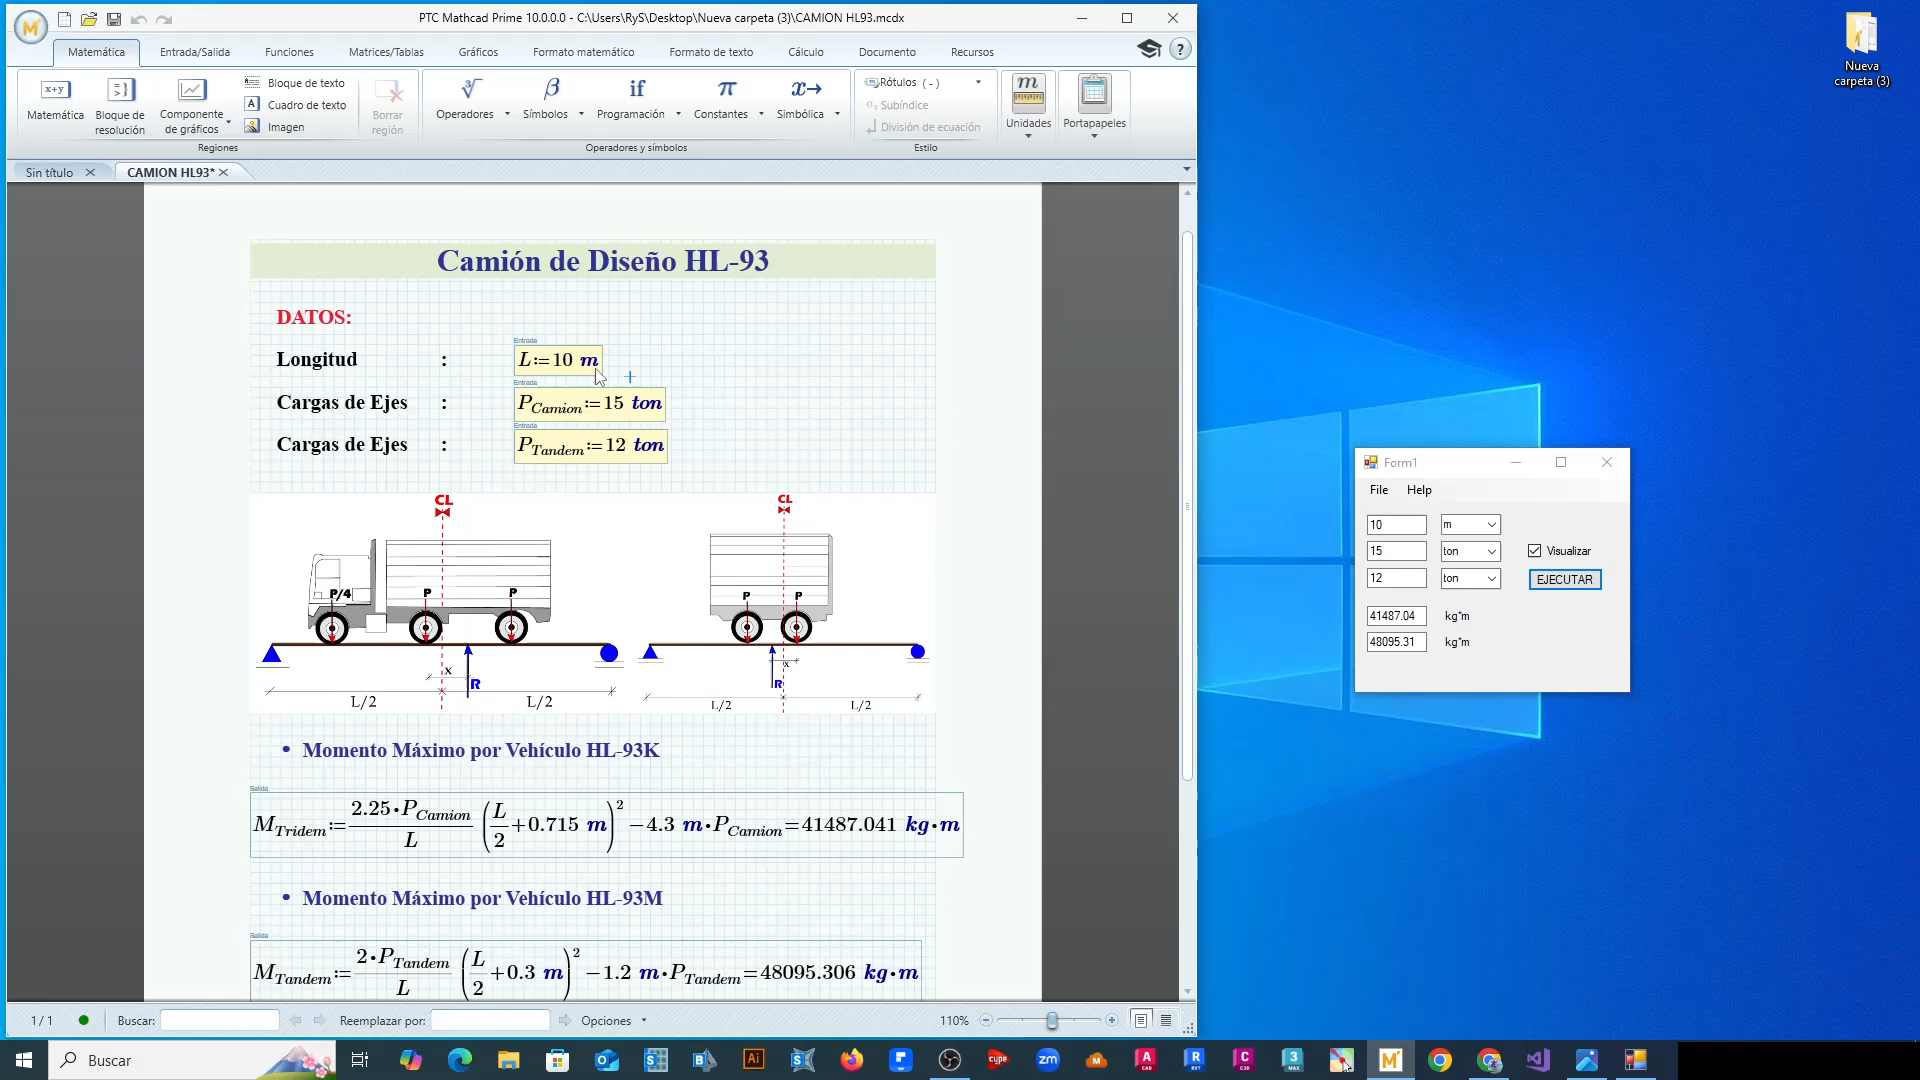 PTC Mathcad Prime 10.0.0.0 - C:\Users\RyS\Desktop\Nueva carpeta (3)\CAMION HL93.mcdx
Matemática Entrada/Salida Funciones Matrices/Tablas Gráficos Formato matemático Formato de texto Cálculo Documento Recursos
Matemática
Bloque de resolución
Componente de gráficos
Bloque de texto
Cuadro de texto
Imagen
Borrar región
Regiones
Operadores
Símbolos
if
Programación
Constantes
Simbólica
Operadores y símbolos
Rótulos ( - )
Subíndice
División de ecuación
Estilo
Unidades
Portapapeles
Sin título
CAMION HL93*
Camión de Diseño HL-93
DATOS:
Entrada
Longitud : L:=10 m
Entrada
Cargas de Ejes : P_Camion:=15 ton
Entrada
Cargas de Ejes : P_Tandem:=12 ton
CL CL
P/4 P P P P
x R x R
L/2 L/2 L/2 L/2
• Momento Máximo por Vehículo HL-93K
Salida
M_Tridem:=2.25•P_Camion/L (L/2+0.715 m)^2 −4.3 m•P_Camion=41487.041 kg•m
• Momento Máximo por Vehículo HL-93M
Salida
M_Tandem:=2•P_Tandem/L (L/2+0.3 m)^2 −1.2 m•P_Tandem=48095.306 kg•m
1 / 1 Buscar: Reemplazar por: Opciones 110%
Buscar
Nueva carpeta (3)
Form1
File Help
10 m
15 ton Visualizar
12 ton EJECUTAR
41487.04 kg*m
48095.31 kg*m